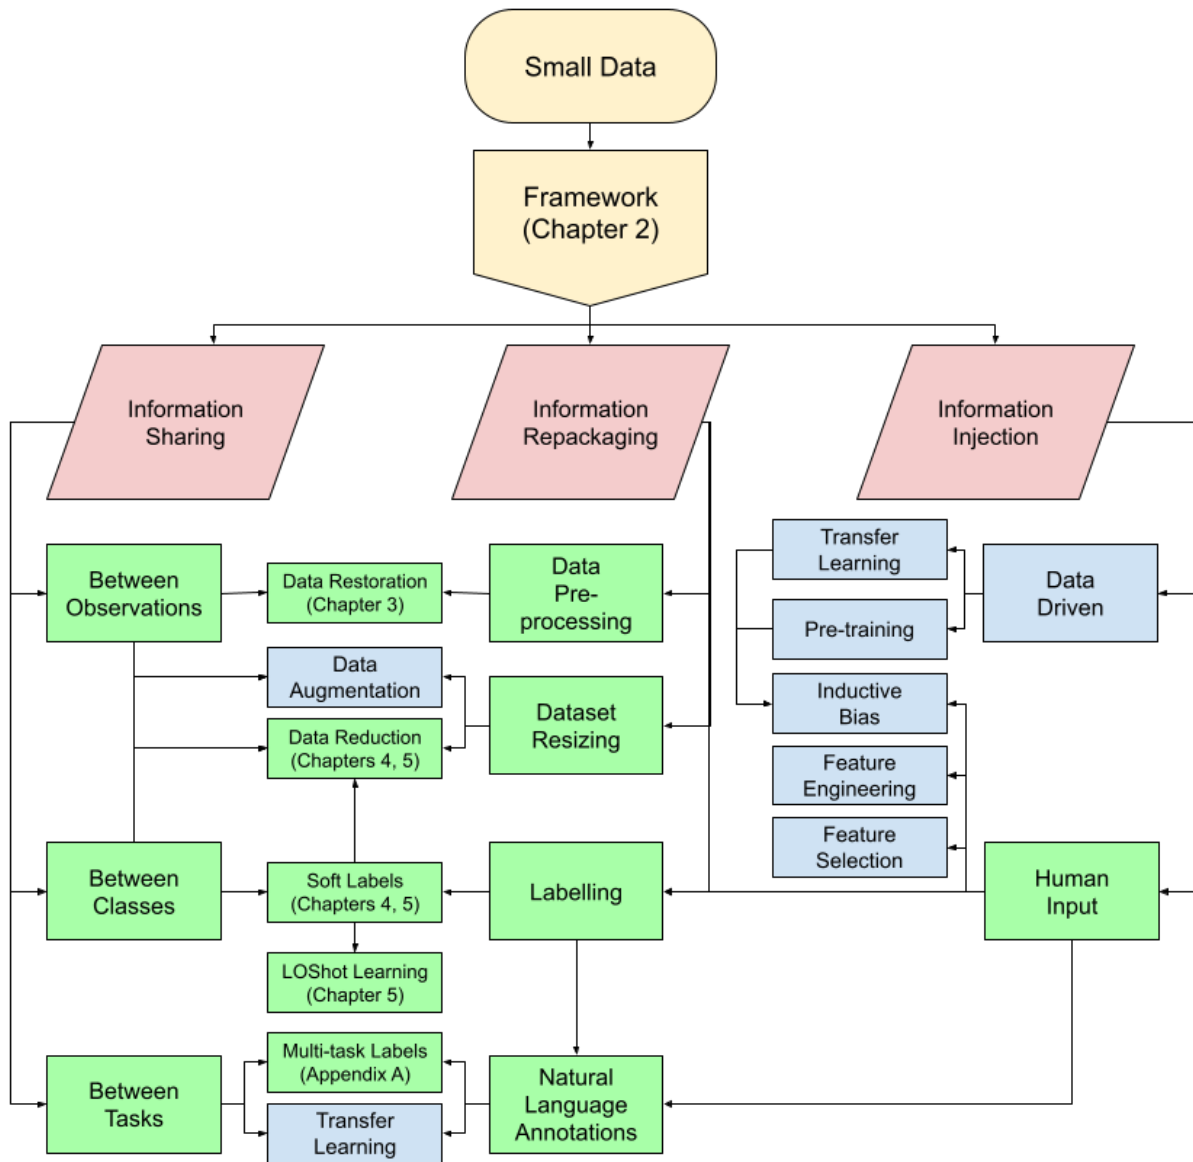 Small Data
Framework
(Chapter 2)
Information
Sharing
Information
Repackaging
Information
Injection
Between
Observations
Data Restoration
(Chapter 3)
Data
Pre-
processing
Transfer
Learning
Data
Driven
Pre-training
Data
Augmentation
Dataset
Resizing
Inductive
Bias
Data Reduction
(Chapters 4, 5)
Feature
Engineering
Feature
Selection
Between
Classes
Soft Labels
(Chapters 4, 5)
Labelling
Human
Input
LOShot Learning
(Chapter 5)
Between
Tasks
Multi-task Labels
(Appendix A)
Transfer
Learning
Natural
Language
Annotations